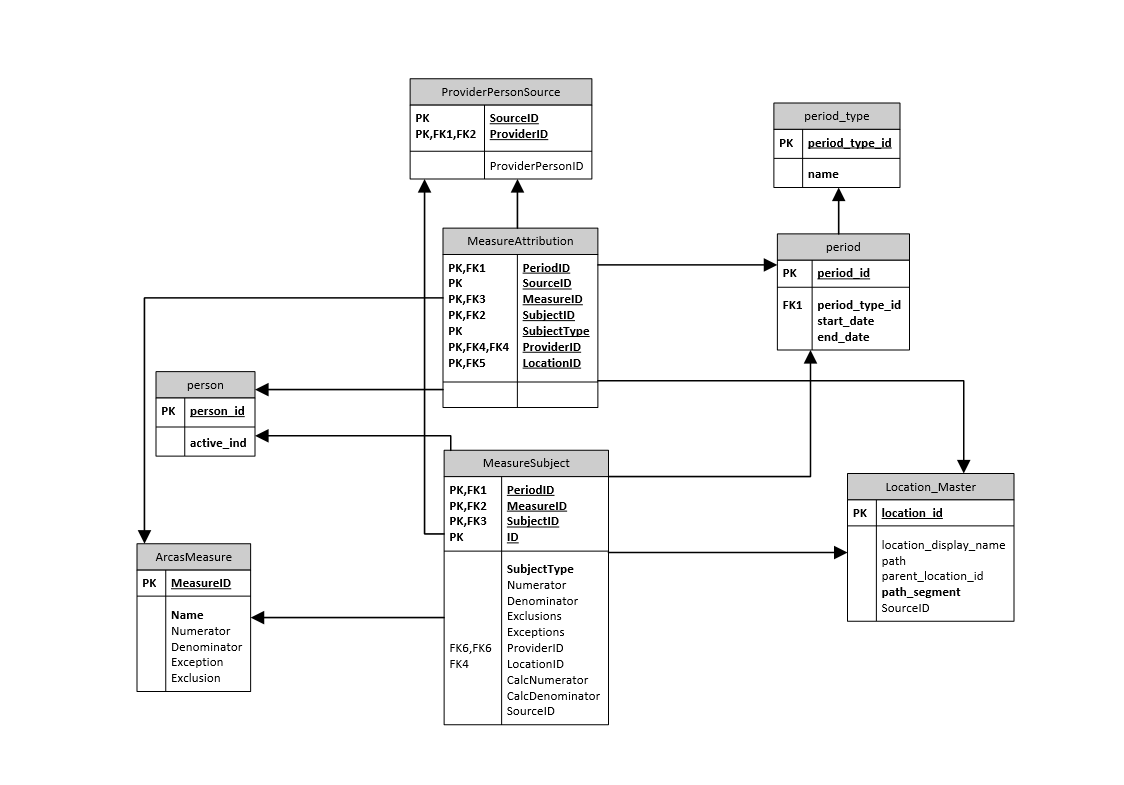 ProviderPersonSource
PK SourceID
PK,FK1,FK2 ProviderID
ProviderPersonID
period_type
PK period_type_id
name
MeasureAttribution
PK,FK1 PeriodID
PK SourceID
PK,FK3 MeasureID
PK,FK2 SubjectID
PK SubjectType
PK,FK4,FK4 ProviderID
PK,FK5 LocationID
period
PK period_id
FK1 period_type_id
start_date
end_date
person
PK person_id
active_ind
MeasureSubject
PK,FK1 PeriodID
PK,FK2 MeasureID
PK,FK3 SubjectID
PK ID
SubjectType
Numerator
Denominator
Exclusions
Exceptions
FK6,FK6 ProviderID
FK4 LocationID
CalcNumerator
CalcDenominator
SourceID
Location_Master
PK location_id
location_display_name
path
parent_location_id
path_segment
SourceID
ArcasMeasure
PK MeasureID
Name
Numerator
Denominator
Exception
Exclusion